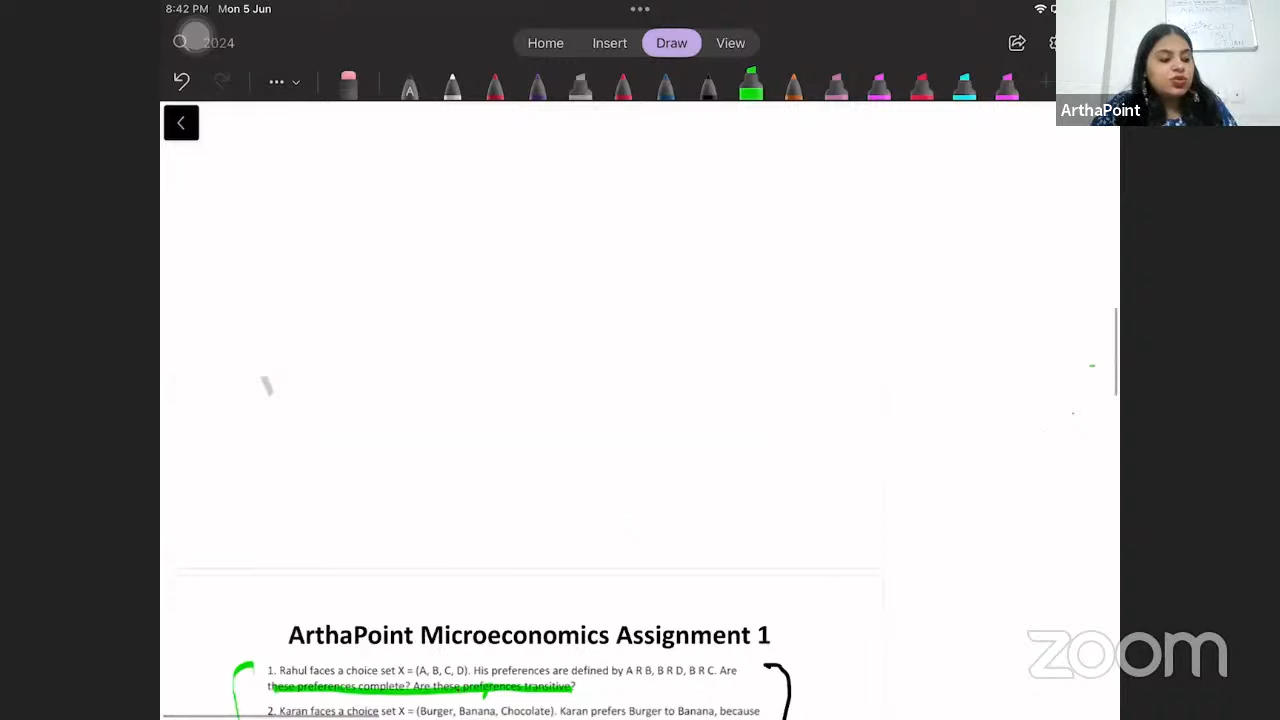 8:42 PM Mon 5 Jun
2024
Home Insert Draw View
A
ArthaPoint
ArthaPoint Microeconomics Assignment 1
1. Rahul faces a choice set X = (A, B, C, D). His preferences are defined by A R B, B R D, B R C. Are
these preferences complete? Are these preferences transitive?
2. Karan faces a choice set X = (Burger, Banana, Chocolate). Karan prefers Burger to Banana, because
zoom